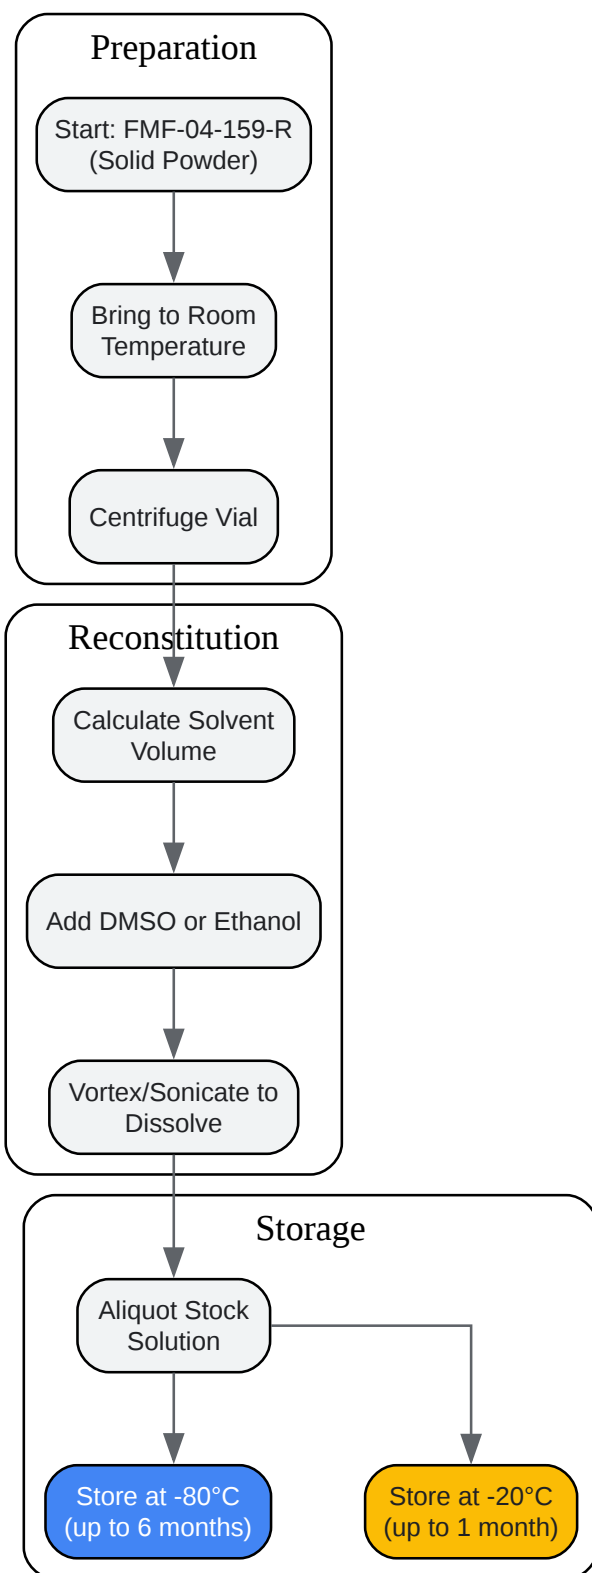 Preparation
Start: FMF-04-159-R
(Solid Powder)
Bring to Room
Temperature
Centrifuge Vial
Reconstitution
Calculate Solvent
Volume
Add DMSO or Ethanol
Vortex/Sonicate to
Dissolve
Storage
Aliquot Stock
Solution
Store at -80°C
(up to 6 months)
Store at -20°C
(up to 1 month)